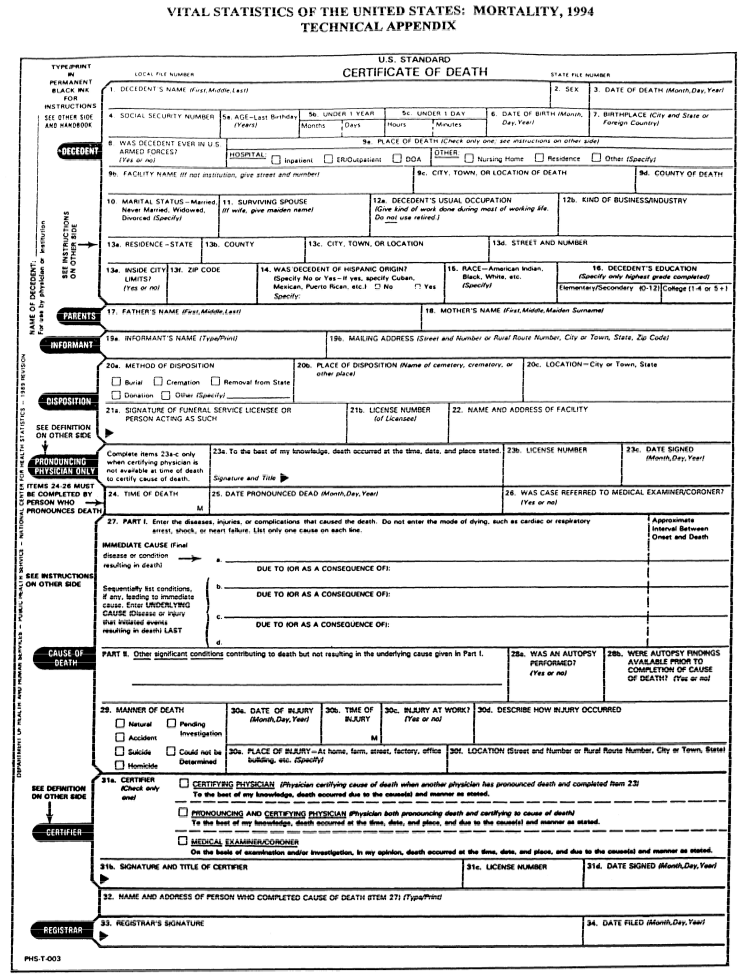 VITAL STATISTICS OF THE UNITED STATES: MORTALITY, 1994
TECHNICAL APPENDIX
TYPE/PRINT
IN
PERMANENT
BLACK INK
FOR
INSTRUCTIONS
SEE OTHER SIDE
AND HANDBOOK
LOCAL FILE NUMBER
U.S. STANDARD
CERTIFICATE OF DEATH
STATE FILE NUMBER
1. DECEDENT'S NAME (First, Middle, Last)
2. SEX
3. DATE OF DEATH (Month, Day, Year)
4. SOCIAL SECURITY NUMBER
5a. AGE–Last Birthday
(Years)
5b. UNDER 1 YEAR
Months Days
5c. UNDER 1 DAY
Hours Minutes
6. DATE OF BIRTH (Month,
Day, Year)
7. BIRTHPLACE (City and State or
Foreign Country)
DECEDENT
8. WAS DECEDENT EVER IN U.S.
ARMED FORCES?
(Yes or no)
9a. PLACE OF DEATH (Check only one; see instructions on other side)
HOSPITAL: Inpatient ER/Outpatient DOA OTHER: Nursing Home Residence Other (Specify)
9b. FACILITY NAME (If not institution, give street and number)
9c. CITY, TOWN, OR LOCATION OF DEATH
9d. COUNTY OF DEATH
10. MARITAL STATUS–Married,
Never Married, Widowed,
Divorced (Specify)
11. SURVIVING SPOUSE
(If wife, give maiden name)
12a. DECEDENT'S USUAL OCCUPATION
(Give kind of work done during most of working life.
Do not use retired.)
12b. KIND OF BUSINESS/INDUSTRY
NAME OF DECEDENT:
For use by physician or institution
SEE INSTRUCTIONS
ON OTHER SIDE
13a. RESIDENCE–STATE
13b. COUNTY
13c. CITY, TOWN, OR LOCATION
13d. STREET AND NUMBER
13e. INSIDE CITY
LIMITS?
(Yes or no)
13f. ZIP CODE
14. WAS DECEDENT OF HISPANIC ORIGIN?
(Specify No or Yes–If yes, specify Cuban,
Mexican, Puerto Rican, etc.) No Yes
Specify:
15. RACE–American Indian,
Black, White, etc.
(Specify)
16. DECEDENT'S EDUCATION
(Specify only highest grade completed)
Elementary/Secondary (0-12) College (1-4 or 5+)
PARENTS
17. FATHER'S NAME (First, Middle, Last)
18. MOTHER'S NAME (First, Middle, Maiden Surname)
INFORMANT
19a. INFORMANT'S NAME (Type/Print)
19b. MAILING ADDRESS (Street and Number or Rural Route Number, City or Town, State, Zip Code)
DISPOSITION
20a. METHOD OF DISPOSITION
Burial Cremation Removal from State
Donation Other (Specify)
20b. PLACE OF DISPOSITION (Name of cemetery, crematory, or
other place)
20c. LOCATION–City or Town, State
SEE DEFINITION
ON OTHER SIDE
21a. SIGNATURE OF FUNERAL SERVICE LICENSEE OR
PERSON ACTING AS SUCH
21b. LICENSE NUMBER
(of Licensee)
22. NAME AND ADDRESS OF FACILITY
PRONOUNCING
PHYSICIAN ONLY
Complete items 23a-c only
when certifying physician is
not available at time of death
to certify cause of death.
23a. To the best of my knowledge, death occurred at the time, date, and place stated.
Signature and Title
23b. LICENSE NUMBER
23c. DATE SIGNED
(Month, Day, Year)
ITEMS 24-26 MUST
BE COMPLETED BY
PERSON WHO
PRONOUNCES DEATH
24. TIME OF DEATH
M
25. DATE PRONOUNCED DEAD (Month, Day, Year)
26. WAS CASE REFERRED TO MEDICAL EXAMINER/CORONER?
(Yes or no)
DEPARTMENT OF HEALTH AND HUMAN SERVICES – PUBLIC HEALTH SERVICE – NATIONAL CENTER FOR HEALTH STATISTICS – 1989 REVISION
SEE INSTRUCTIONS
ON OTHER SIDE
27. PART I. Enter the diseases, injuries, or complications that caused the death. Do not enter the mode of dying, such as cardiac or respiratory
arrest, shock, or heart failure. List only one cause on each line.
Approximate
Interval Between
Onset and Death
IMMEDIATE CAUSE (Final
disease or condition
resulting in death)
a.
DUE TO (OR AS A CONSEQUENCE OF):
Sequentially list conditions,
if any, leading to immediate
cause. Enter UNDERLYING
CAUSE (Disease or injury
that initiated events
resulting in death) LAST
b.
DUE TO (OR AS A CONSEQUENCE OF):
c.
DUE TO (OR AS A CONSEQUENCE OF):
d.
CAUSE OF
DEATH
PART II. Other significant conditions contributing to death but not resulting in the underlying cause given in Part I.
28a. WAS AN AUTOPSY
PERFORMED?
(Yes or no)
28b. WERE AUTOPSY FINDINGS
AVAILABLE PRIOR TO
COMPLETION OF CAUSE
OF DEATH? (Yes or no)
29. MANNER OF DEATH
Natural Pending
Investigation
Accident
Suicide Could not be
Determined
Homicide
30a. DATE OF INJURY
(Month, Day, Year)
30b. TIME OF
INJURY
M
30c. INJURY AT WORK?
(Yes or no)
30d. DESCRIBE HOW INJURY OCCURRED
30e. PLACE OF INJURY–At home, farm, street, factory, office
building, etc. (Specify)
30f. LOCATION (Street and Number or Rural Route Number, City or Town, State)
SEE DEFINITION
ON OTHER SIDE
CERTIFIER
31a. CERTIFIER
(Check only
one)
CERTIFYING PHYSICIAN (Physician certifying cause of death when another physician has pronounced death and completed Item 23)
To the best of my knowledge, death occurred due to the cause(s) and manner as stated.
PRONOUNCING AND CERTIFYING PHYSICIAN (Physician both pronouncing death and certifying to cause of death)
To the best of my knowledge, death occurred at the time, date, and place, and due to the cause(s) and manner as stated.
MEDICAL EXAMINER/CORONER
On the basis of examination and/or investigation, in my opinion, death occurred at the time, date, and place, and due to the cause(s) and manner as stated.
31b. SIGNATURE AND TITLE OF CERTIFIER
31c. LICENSE NUMBER
31d. DATE SIGNED (Month, Day, Year)
32. NAME AND ADDRESS OF PERSON WHO COMPLETED CAUSE OF DEATH (ITEM 27) (Type/Print)
REGISTRAR
33. REGISTRAR'S SIGNATURE
34. DATE FILED (Month, Day, Year)
PHS-T-003